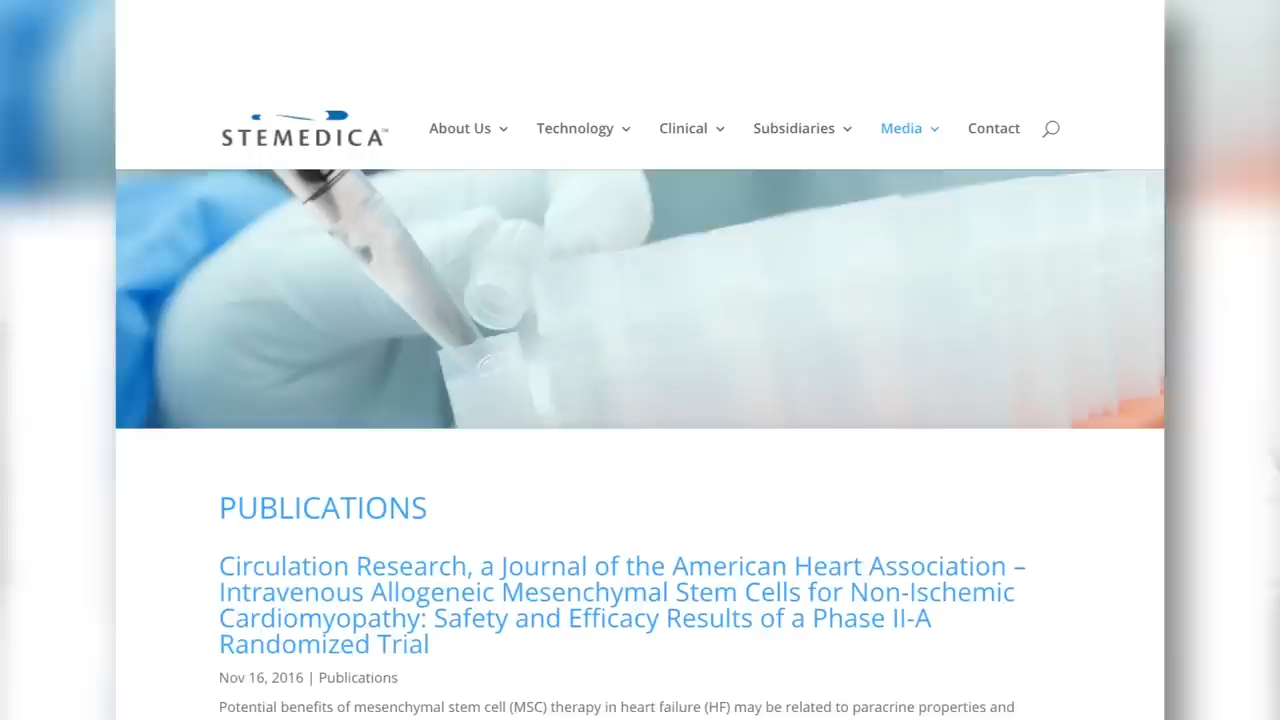 STEMEDICA™
About Us Technology Clinical Subsidiaries Media Contact
PUBLICATIONS
Circulation Research, a Journal of the American Heart Association –
Intravenous Allogeneic Mesenchymal Stem Cells for Non-Ischemic
Cardiomyopathy: Safety and Efficacy Results of a Phase II-A
Randomized Trial
Nov 16, 2016 | Publications
Potential benefits of mesenchymal stem cell (MSC) therapy in heart failure (HF) may be related to paracrine properties and